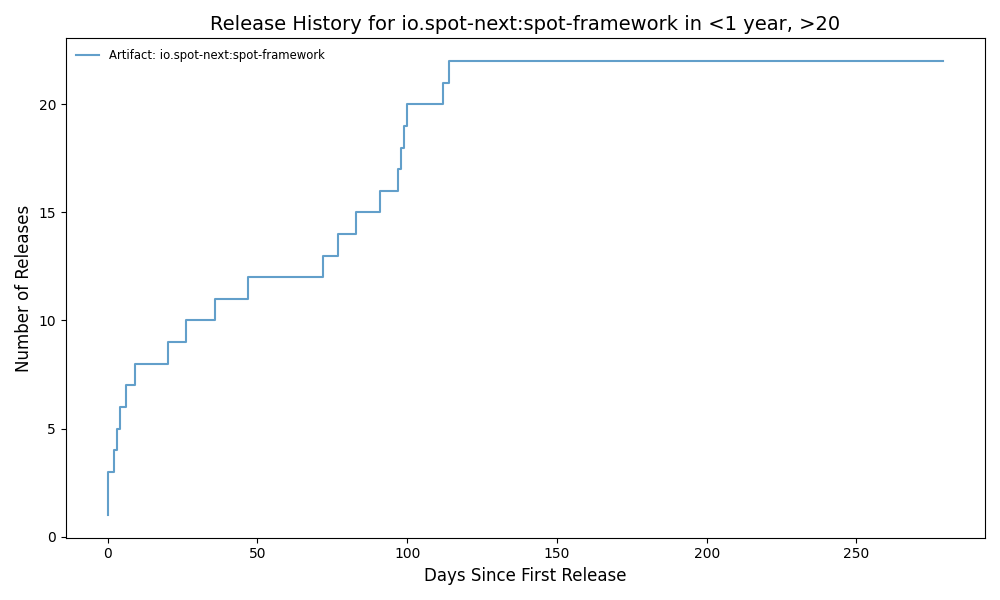 Release History for io.spot-next:spot-framework in <1 year, >20
Artifact: io.spot-next:spot-framework
Number of Releases
20
15
10
5
0
0 50 100 150 200 250
Days Since First Release